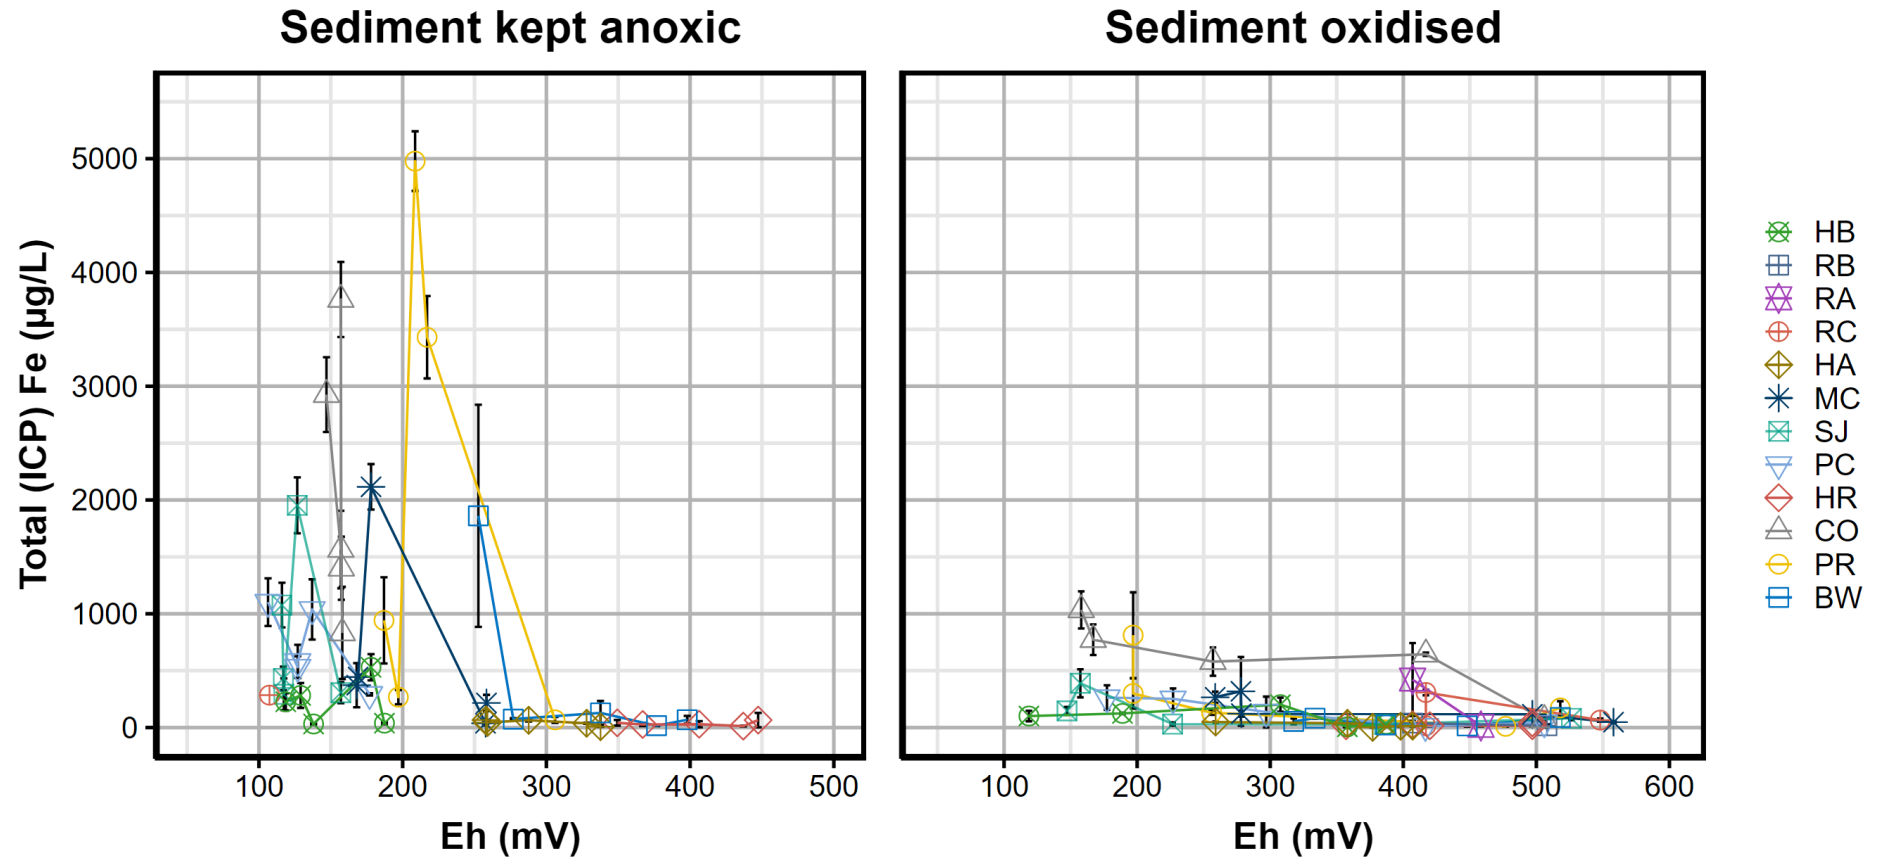 Sediment kept anoxic
Sediment oxidised
Total (ICP) Fe (µg/L)
5000
4000
3000
2000
1000
0
100 200 300 400 500
100 200 300 400 500 600
Eh (mV)
Eh (mV)
HB
RB
RA
RC
HA
MC
SJ
PC
HR
CO
PR
BW